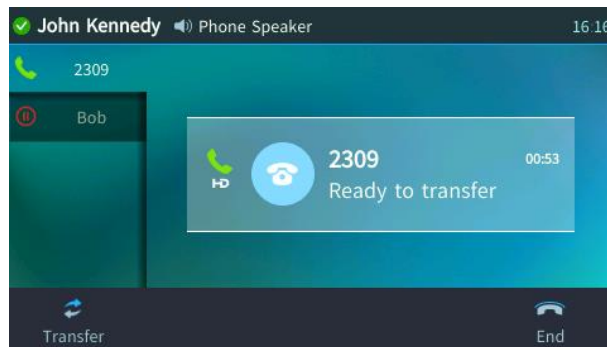 John Kennedy Phone Speaker 16:16
2309
Bob
HD
2309 00:53
Ready to transfer
Transfer End